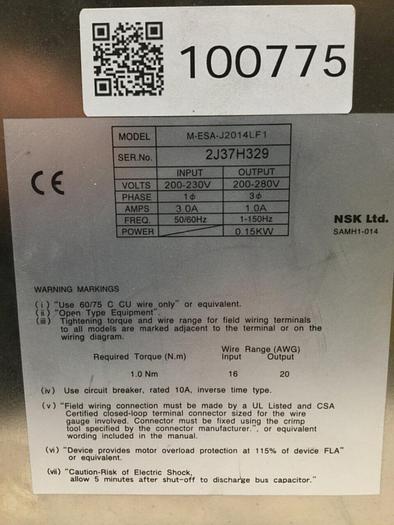 100775
MODEL M-ESA-J2014LF1
SER.No. 2J37H329
INPUT OUTPUT
VOLTS 200-230V 200-280V
PHASE 1ϕ 3ϕ
AMPS 3.0A 1.0A
FREQ. 50/60Hz 1-150Hz
POWER 0.15KW
CE
NSK Ltd.
SAMH1-014
WARNING MARKINGS
(i) "Use 60/75 C CU wire only" or equivalent.
(ii) "Open Type Equipment".
(iii) Tightening torque and wire range for field wiring terminals
to all models are marked adjacent to the terminal or on the
wiring diagram.
Wire Range (AWG)
Required Torque (N.m) Input Output
1.0 Nm 16 20
(iv) Use circuit breaker, rated 10A, inverse time type.
(v) "Field wiring connection must be made by a UL Listed and CSA
Certified closed-loop terminal connector sized for the wire
gauge involved. Connector must be fixed using the crimp
tool specified by the connector manufacturer.", or equivalent
wording included in the manual.
(vi) "Device provides motor overload protection at 115% of device FLA"
or equivalent.
(vii) "Caution-Risk of Electric Shock,
allow 5 minutes after shut-off to discharge bus capacitor."